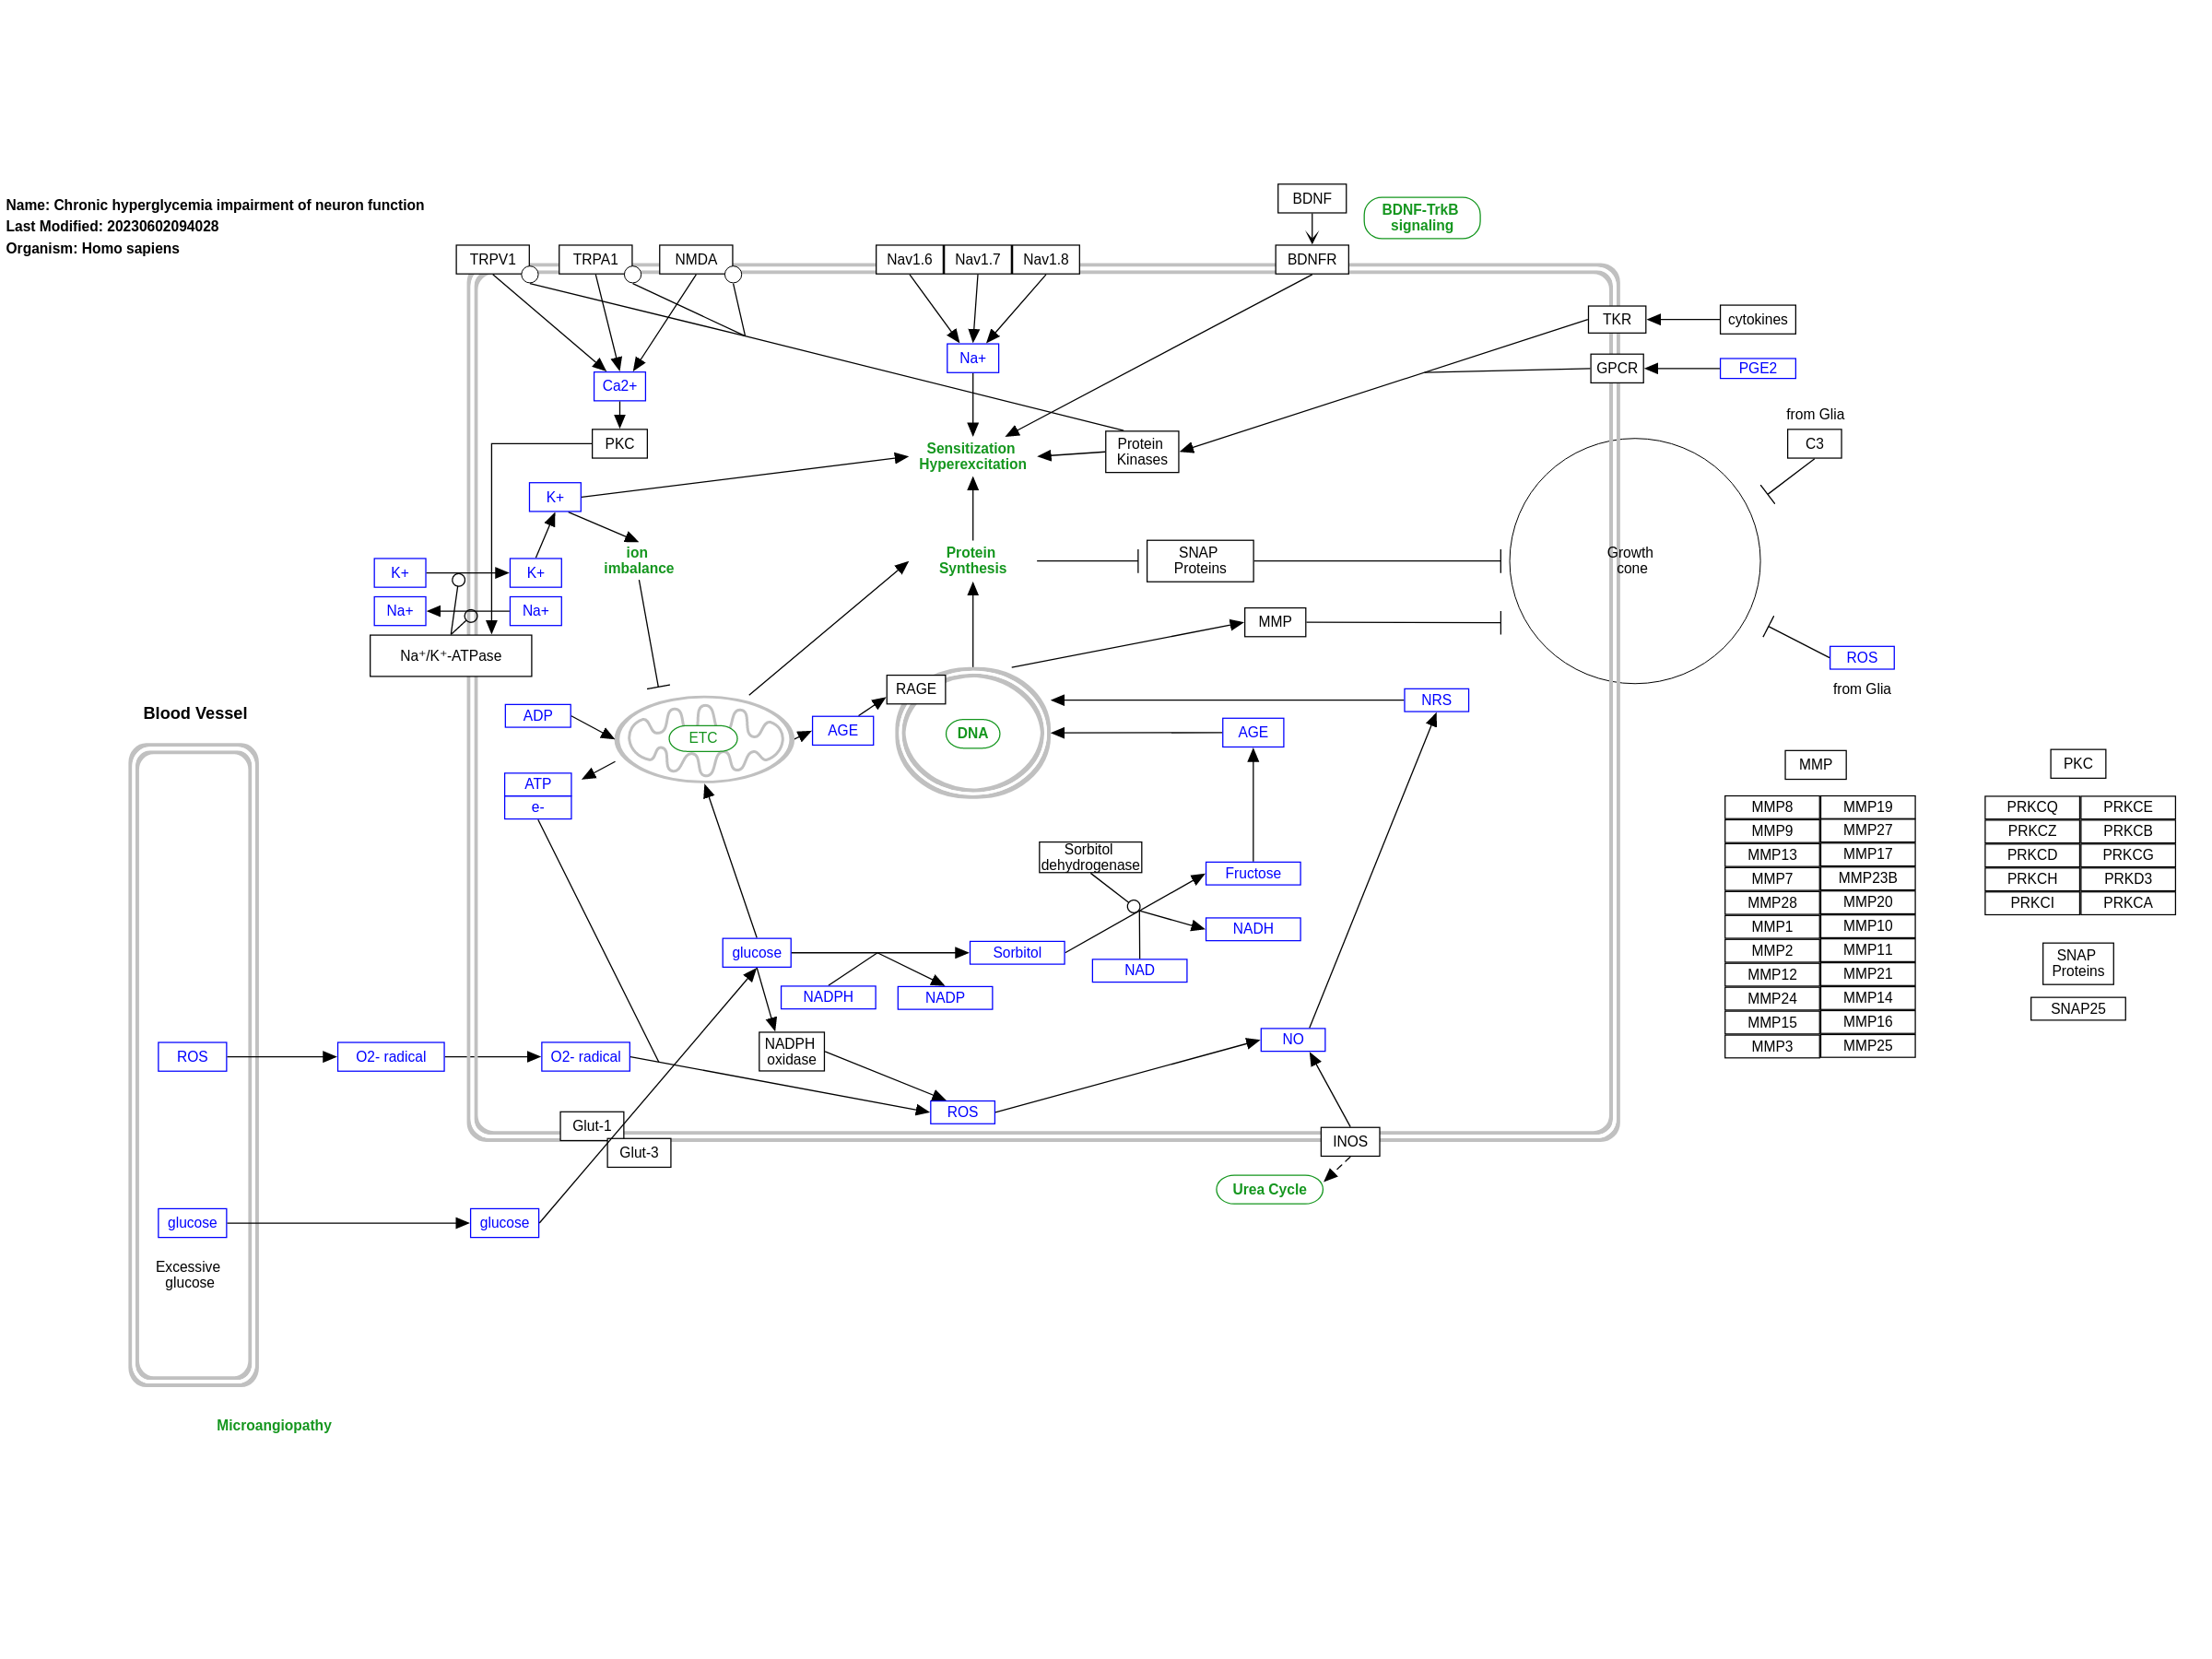 Name: Chronic hyperglycemia impairment of neuron function
Last Modified: 20230602094028
Organism: Homo sapiens
BDNF
BDNF-TrkB
signaling
TRPV1
TRPA1
NMDA
Nav1.6
Nav1.7
Nav1.8
BDNFR
TKR
cytokines
Na+
GPCR
PGE2
Ca2+
from Glia
PKC
Sensitization
Hyperexcitation
Protein
Kinases
C3
K+
ion
imbalance
Protein
Synthesis
SNAP
Proteins
Growth
cone
K+
K+
Na+
Na+
MMP
Na⁺/K⁺-ATPase
ROS
from Glia
RAGE
NRS
Blood Vessel
ADP
ETC
AGE
DNA
AGE
MMP
PKC
ATP
e-
MMP8
MMP19
MMP9
MMP27
MMP13
MMP17
MMP7
MMP23B
MMP28
MMP20
MMP1
MMP10
MMP2
MMP11
MMP12
MMP21
MMP24
MMP14
MMP15
MMP16
MMP3
MMP25
PRKCQ
PRKCE
PRKCZ
PRKCB
PRKCD
PRKCG
PRKCH
PRKD3
PRKCI
PRKCA
SNAP
Proteins
SNAP25
Sorbitol
dehydrogenase
Fructose
NADH
glucose
Sorbitol
NAD
NADPH
NADP
NADPH
oxidase
NO
ROS
O2- radical
O2- radical
ROS
Glut-1
Glut-3
INOS
Urea Cycle
glucose
glucose
Excessive
glucose
Microangiopathy